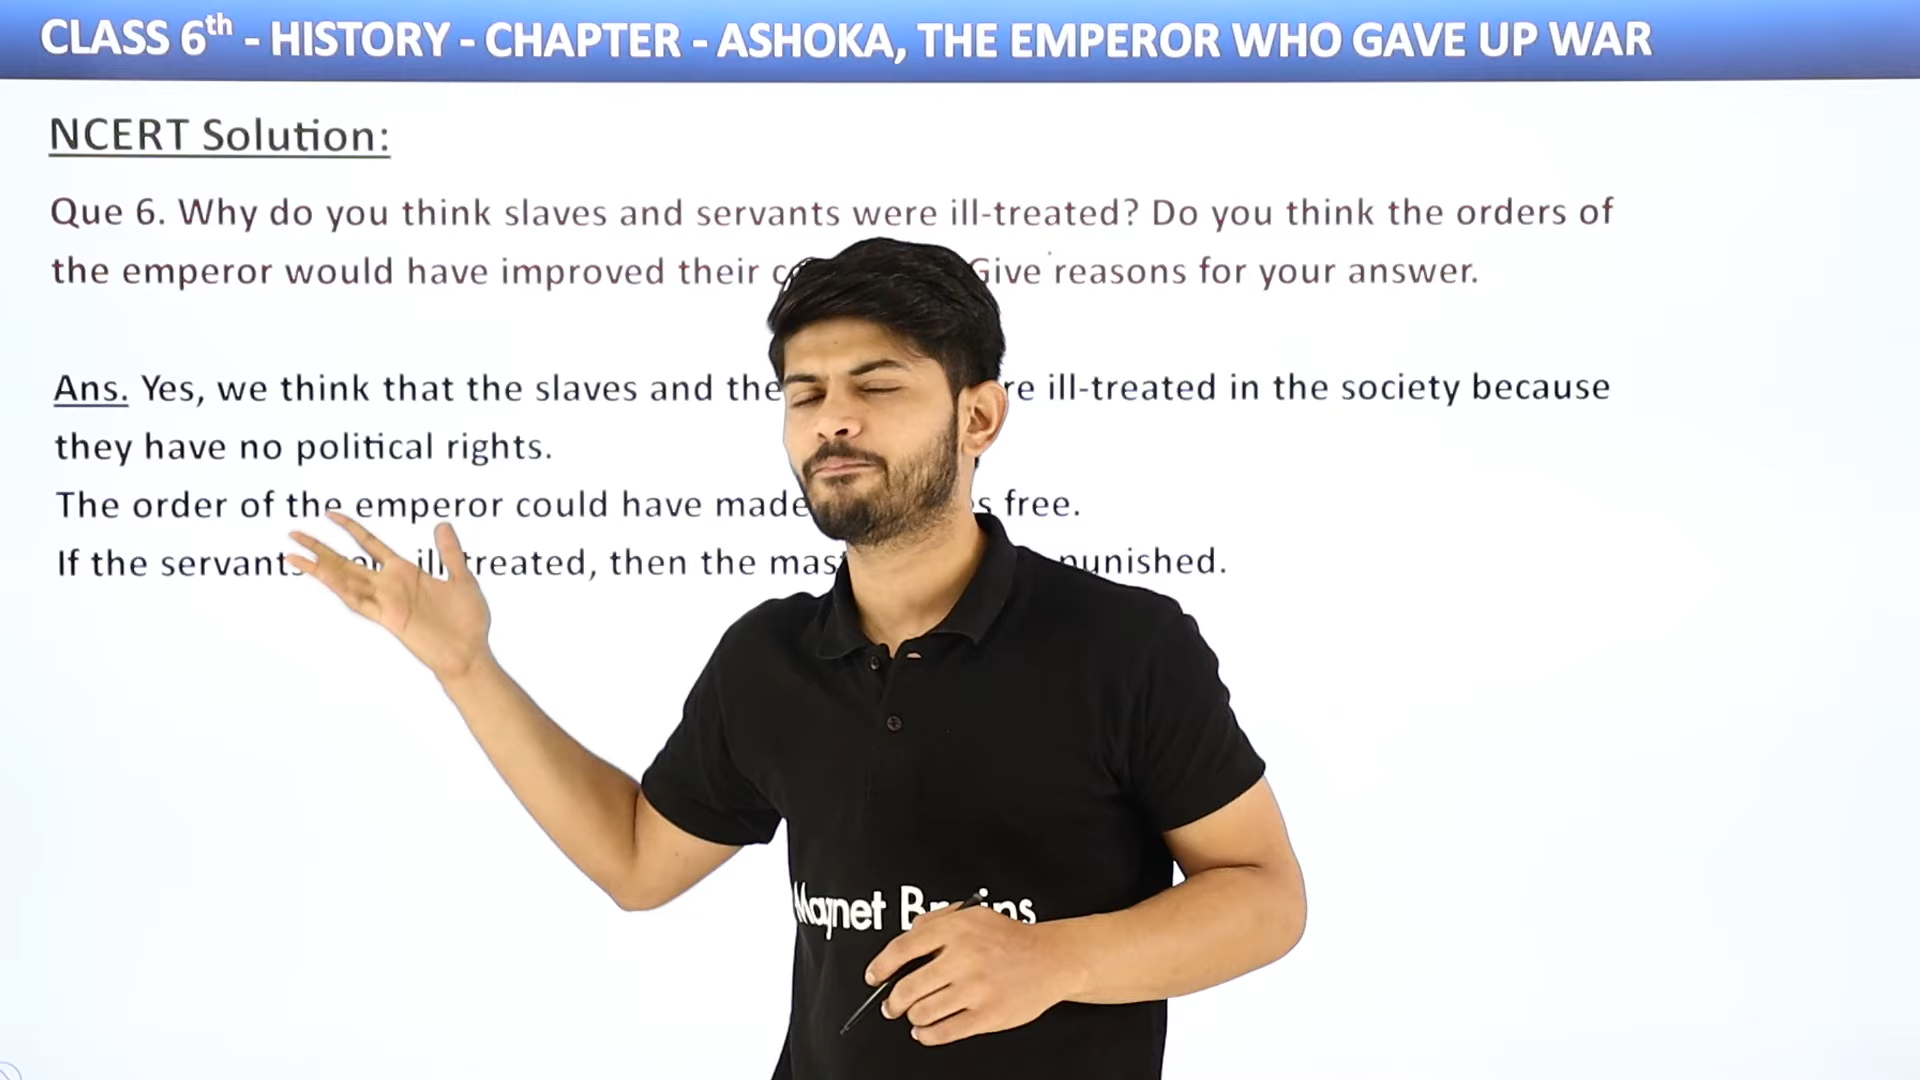 CLASS 6th - HISTORY - CHAPTER - ASHOKA, THE EMPEROR WHO GAVE UP WAR
NCERT Solution:
Que 6. Why do you think slaves and servants were ill-treated? Do you think the orders of
the emperor would have improved their Give reasons for your answer.
Ans. Yes, we think that the slaves and the ill-treated in the society because
they have no political rights.
The order of the emperor could have made free.
If the servants ill treated, then the punished.
Magnet Brains